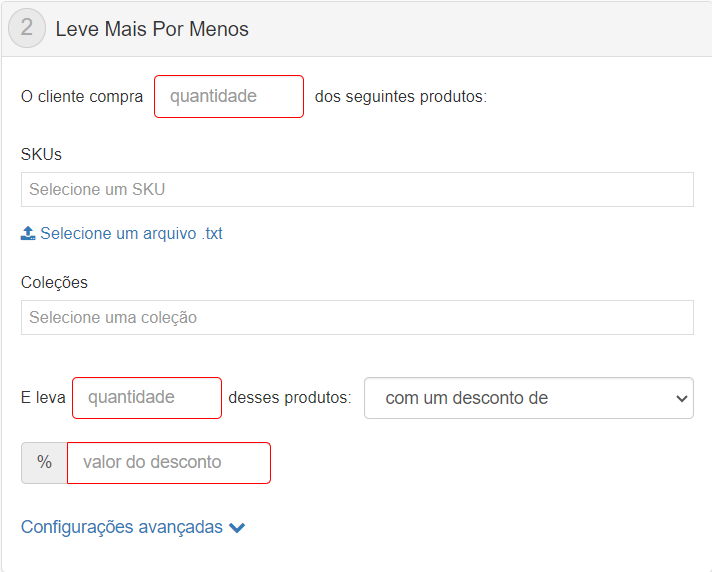 2 Leve Mais Por Menos
O cliente compra quantidade dos seguintes produtos:
SKUs
Selecione um SKU
Selecione um arquivo .txt
Coleções
Selecione uma coleção
E leva quantidade desses produtos: com um desconto de
% valor do desconto
Configurações avançadas